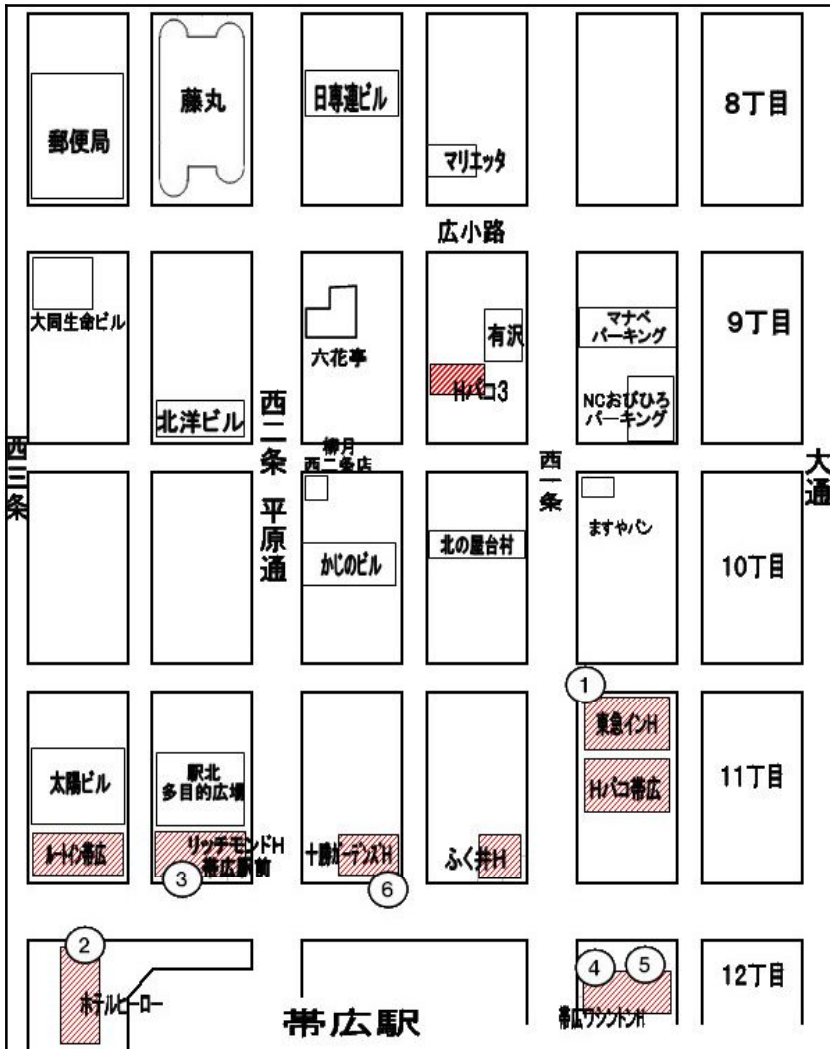 郵便局
藤丸
日専連ビル
マリエッタ
8丁目
広小路
大同生命ビル
北洋ビル
六花亭
有沢
Hパコ3
マナベ
パーキング
NCおびひろ
パーキング
9丁目
西三条
西二条 平原通
西一条
大通
柳月
西二条店
かじのビル
北の屋台村
ますやパン
10丁目
太陽ビル
ルートイン帯広
駅北
多目的広場
リッチモンドH
帯広駅前
3
十勝ガーデンズH
6
ふく井H
1
東急インH
Hパコ帯広
11丁目
2
ホテルヒーロー
帯広駅
4
5
帯広ワシントンH
12丁目